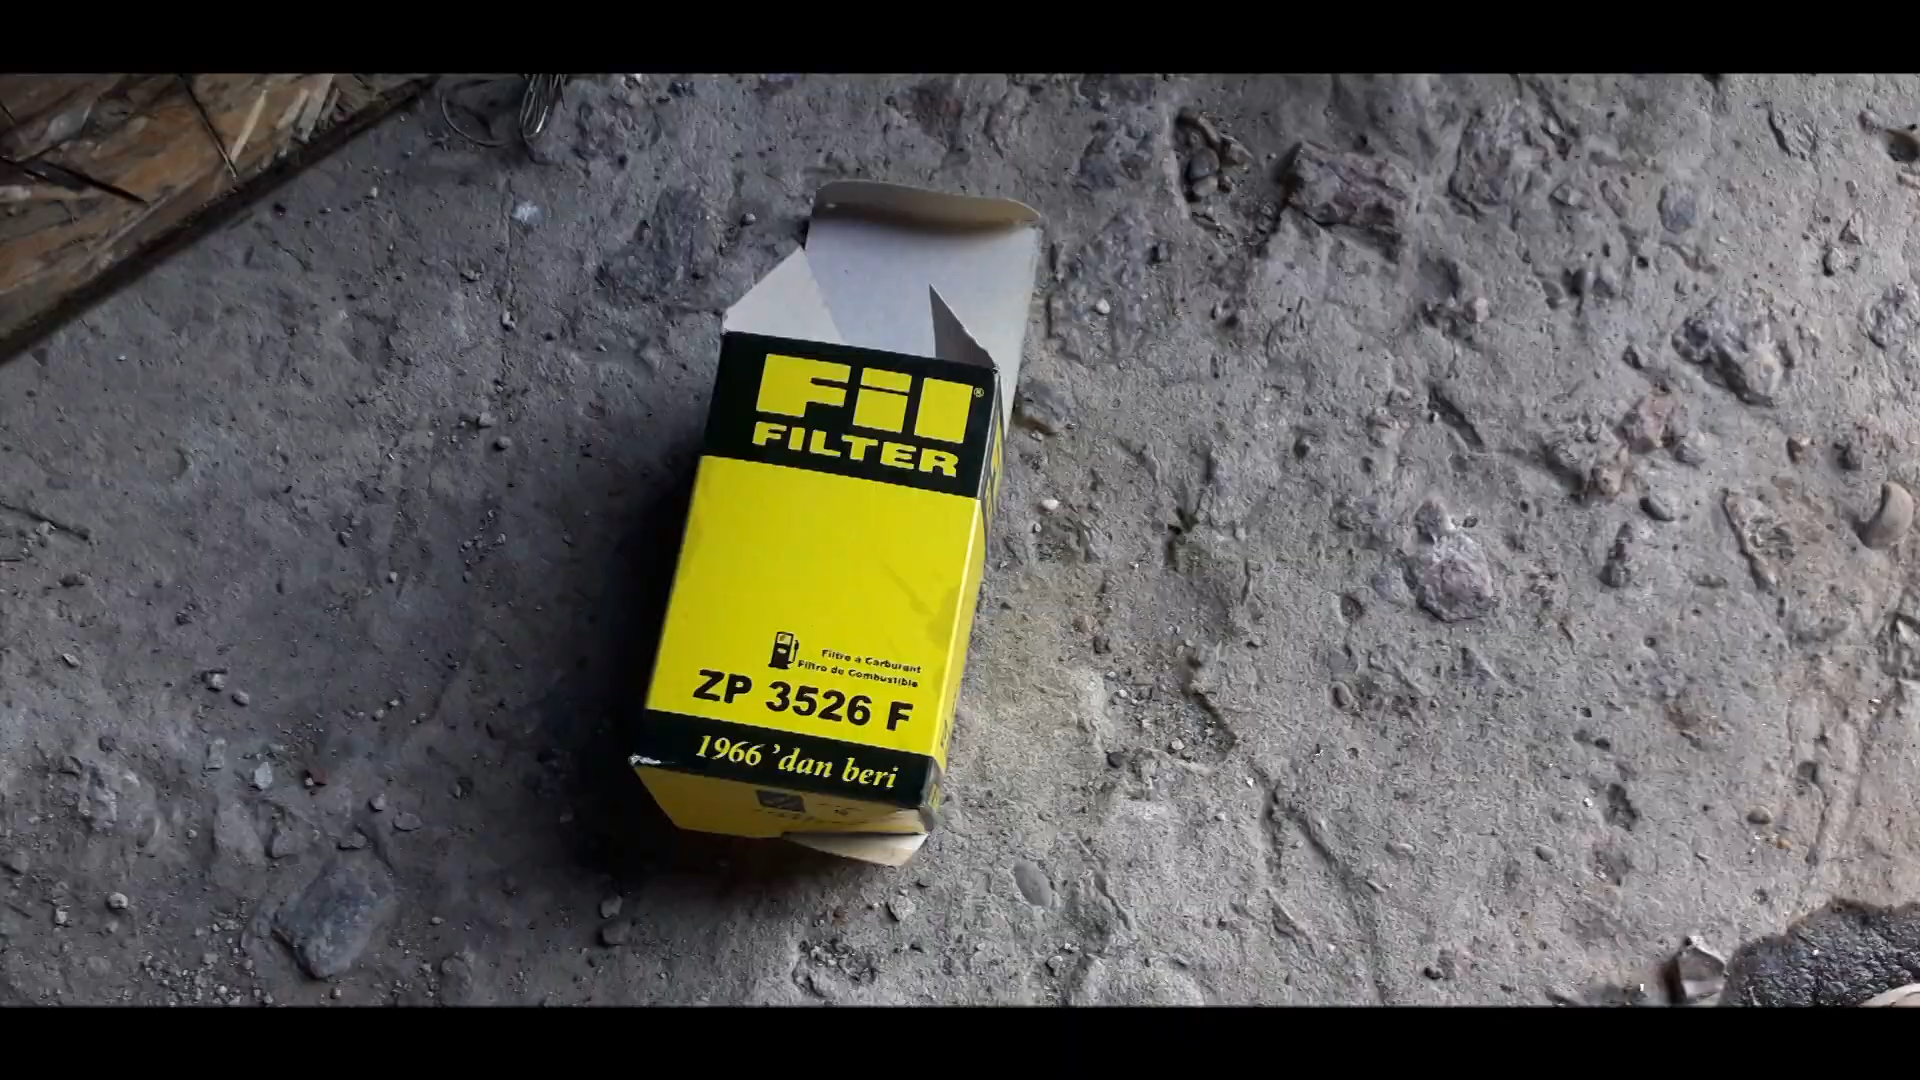 Fil®
FILTER
Filtre à Carburant
Filtro de Combustible
ZP 3526 F
1966 'dan beri